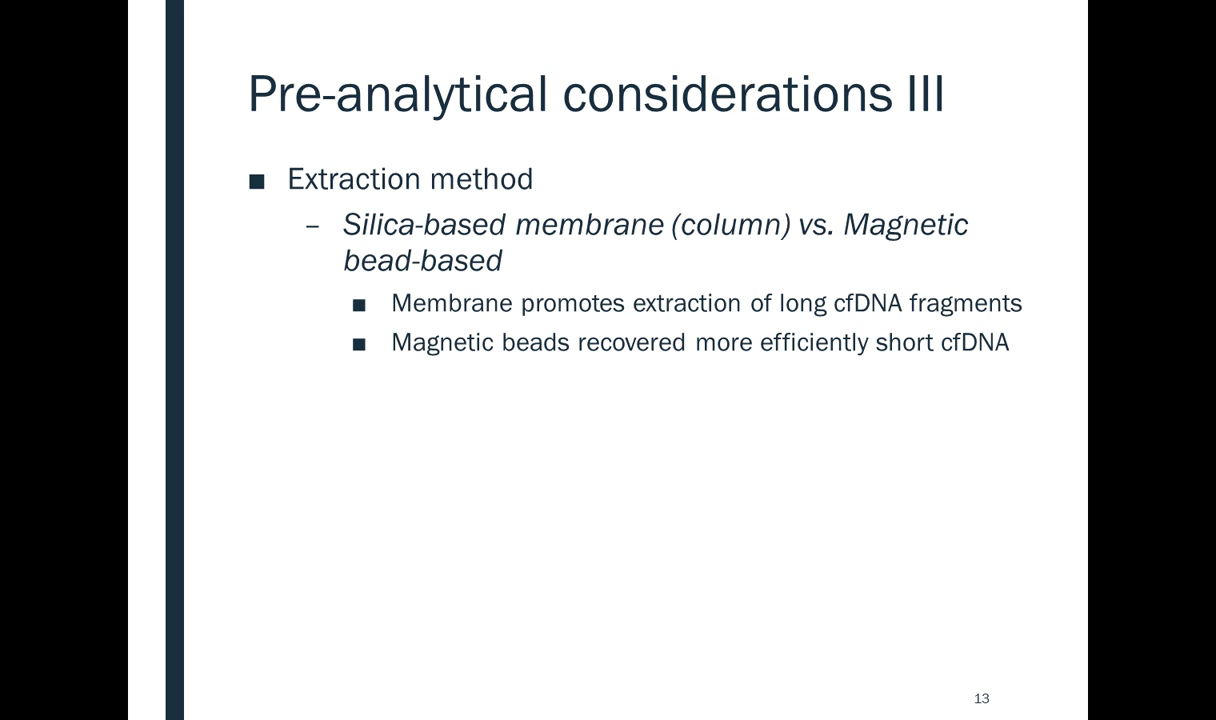 Pre-analytical considerations III
■ Extraction method
– Silica-based membrane (column) vs. Magnetic
bead-based
■ Membrane promotes extraction of long cfDNA fragments
■ Magnetic beads recovered more efficiently short cfDNA
13